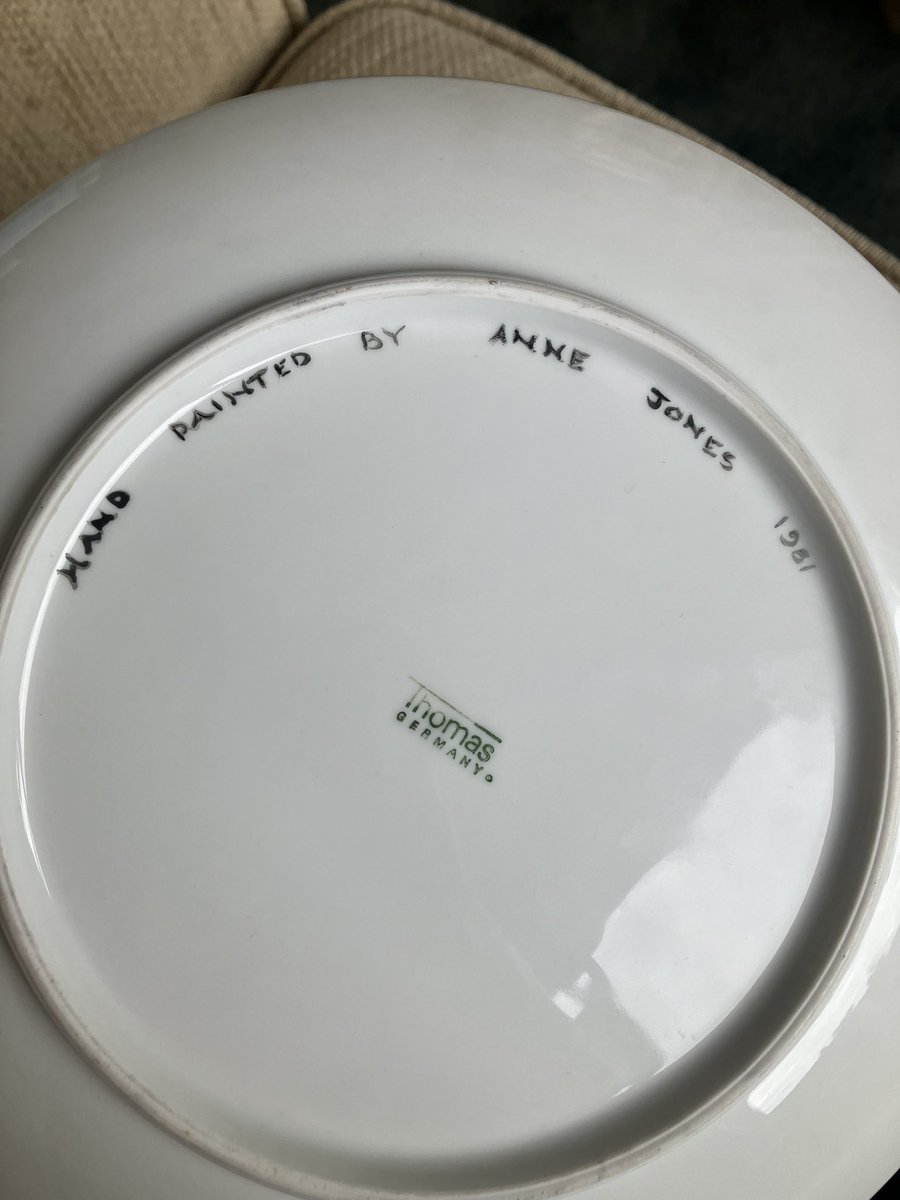 HAND PAINTED BY ANNE JONES 1981
Thomas
GERMANY